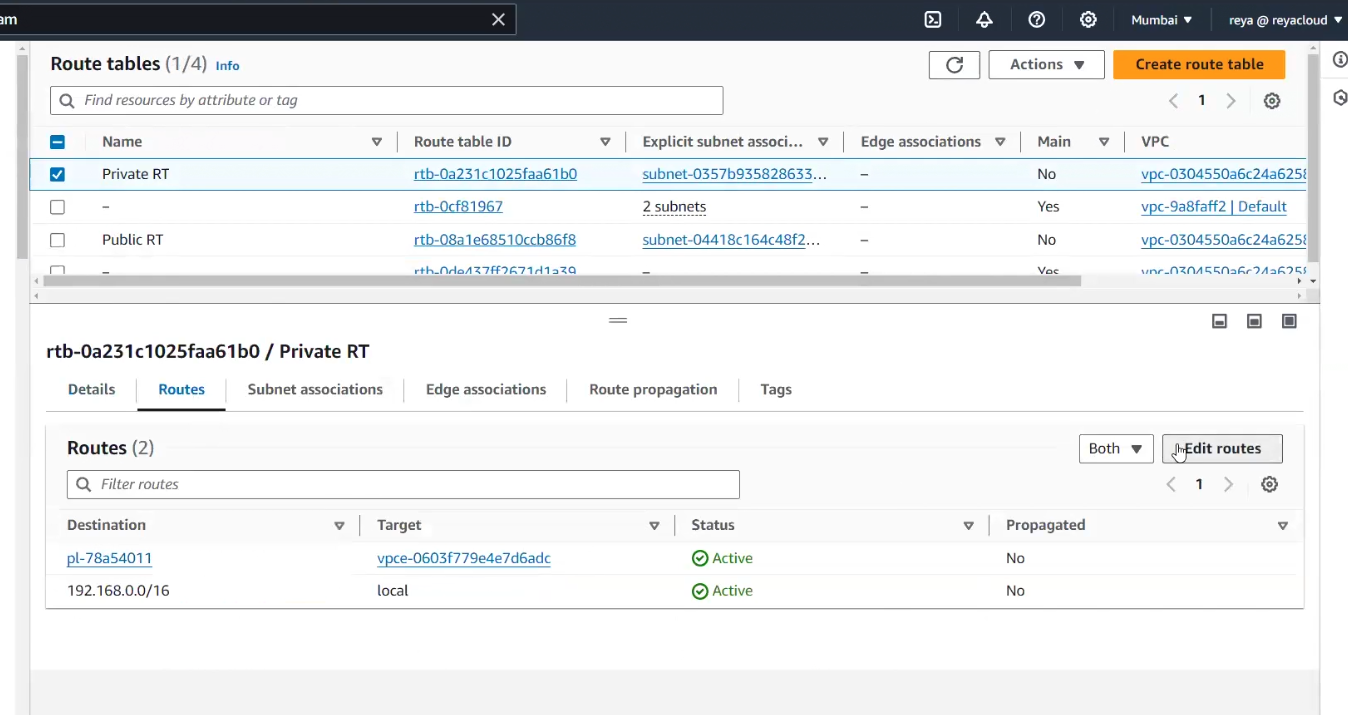 am Mumbai reya @ reyacloud
Route tables (1/4) Info Actions Create route table
Find resources by attribute or tag 1
Name Route table ID Explicit subnet associ... Edge associations Main VPC
Private RT rtb-0a231c1025faa61b0 subnet-0357b935828633... – No vpc-0304550a6c24a6258
– rtb-0cf81967 2 subnets – Yes vpc-9a8faff2 | Default
Public RT rtb-08a1e68510ccb86f8 subnet-04418c164c48f2... – No vpc-0304550a6c24a6258
– rtb-0de437ff2671d1a39 – – Yes vpc-0304550a6c24a6258
rtb-0a231c1025faa61b0 / Private RT
Details Routes Subnet associations Edge associations Route propagation Tags
Routes (2) Both Edit routes
Filter routes 1
Destination Target Status Propagated
pl-78a54011 vpce-0603f779e4e7d6adc Active No
192.168.0.0/16 local Active No